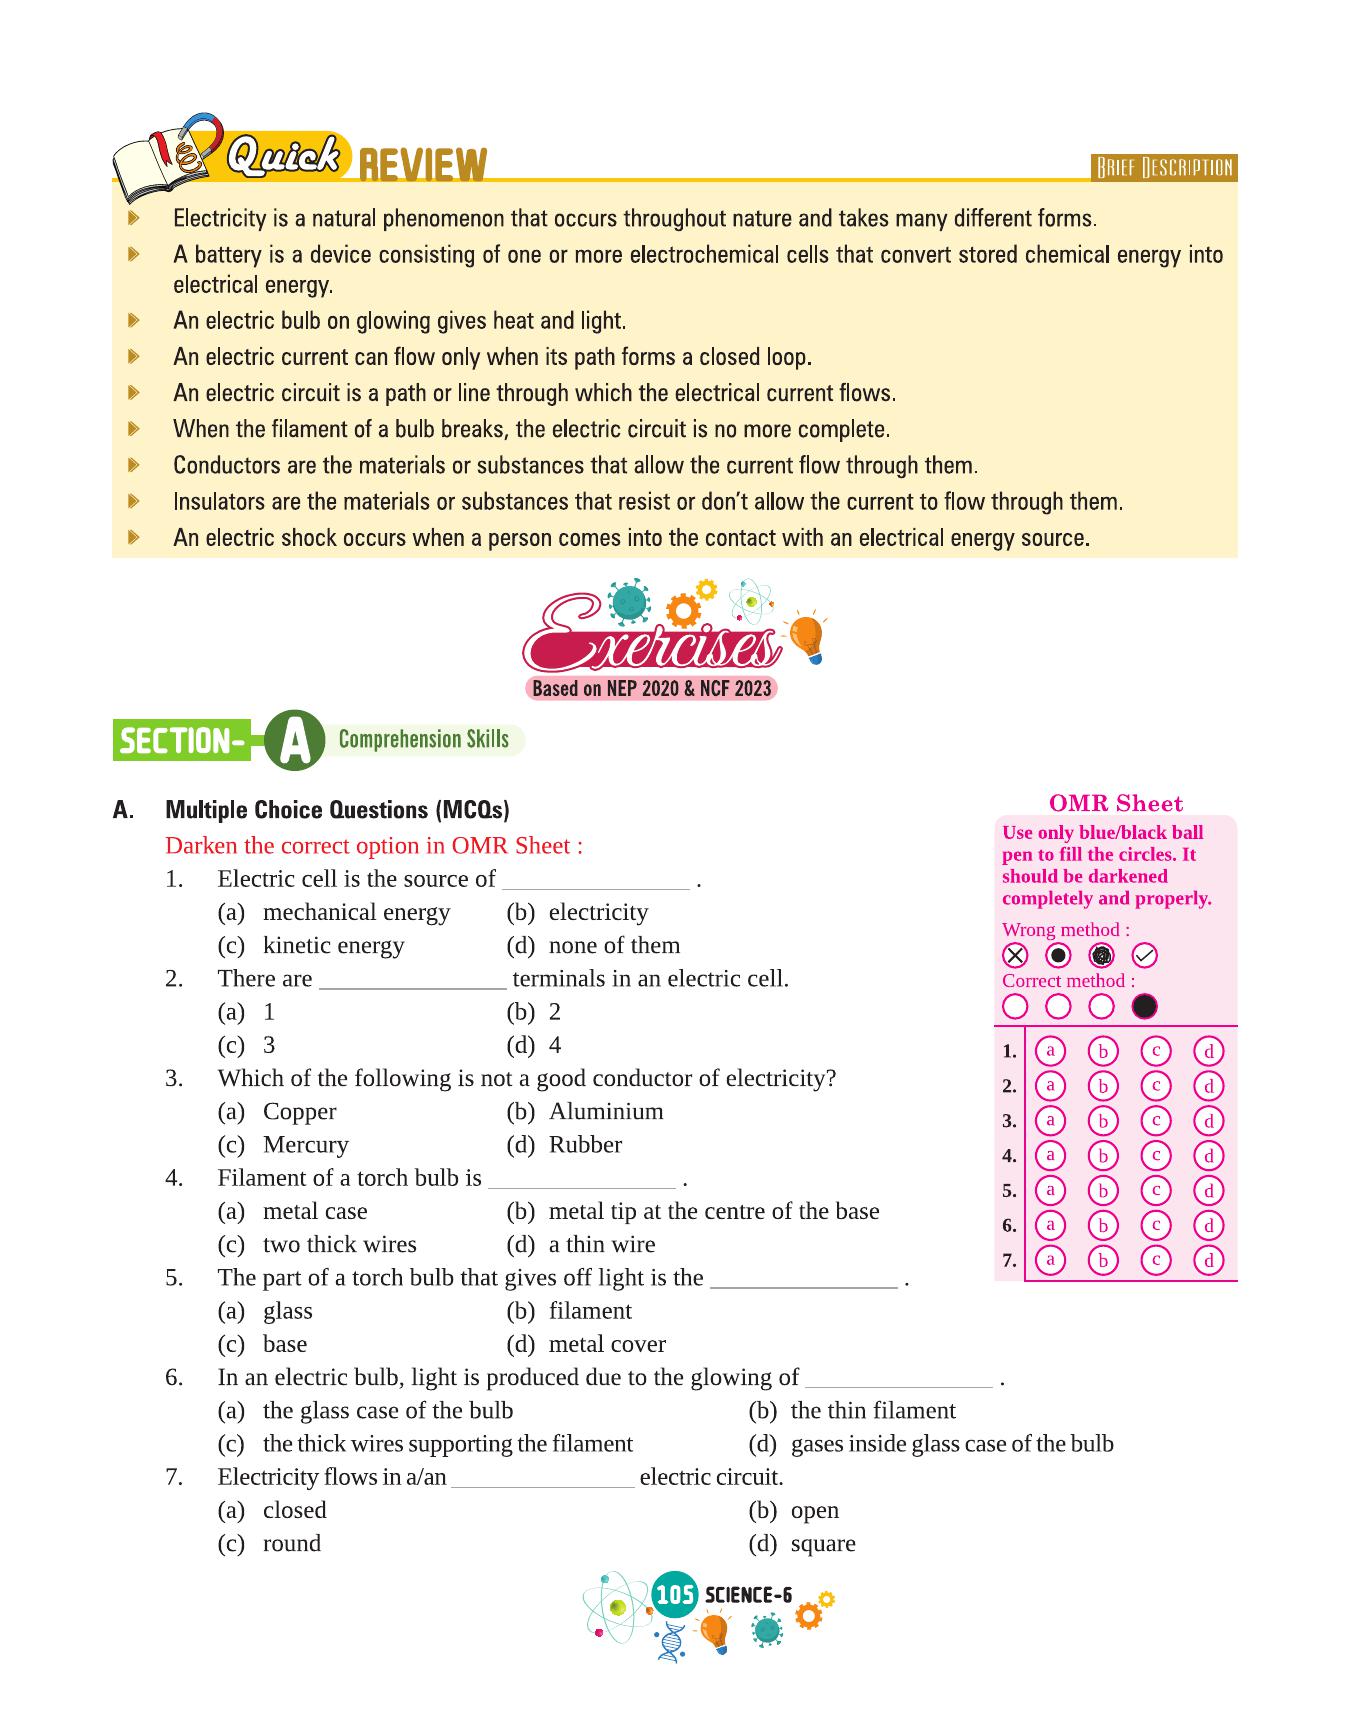 Quick REVIEW
BRIEF DESCRIPTION
Electricity is a natural phenomenon that occurs throughout nature and takes many different forms.
A battery is a device consisting of one or more electrochemical cells that convert stored chemical energy into
electrical energy.
An electric bulb on glowing gives heat and light.
An electric current can flow only when its path forms a closed loop.
An electric circuit is a path or line through which the electrical current flows.
When the filament of a bulb breaks, the electric circuit is no more complete.
Conductors are the materials or substances that allow the current flow through them.
Insulators are the materials or substances that resist or don't allow the current to flow through them.
An electric shock occurs when a person comes into the contact with an electrical energy source.
Exercises
Based on NEP 2020 & NCF 2023
SECTION- A Comprehension Skills
A. Multiple Choice Questions (MCQs)
Darken the correct option in OMR Sheet :
1. Electric cell is the source of _______________ .
(a) mechanical energy (b) electricity
(c) kinetic energy (d) none of them
2. There are _______________ terminals in an electric cell.
(a) 1 (b) 2
(c) 3 (d) 4
3. Which of the following is not a good conductor of electricity?
(a) Copper (b) Aluminium
(c) Mercury (d) Rubber
4. Filament of a torch bulb is _______________ .
(a) metal case (b) metal tip at the centre of the base
(c) two thick wires (d) a thin wire
5. The part of a torch bulb that gives off light is the _______________ .
(a) glass (b) filament
(c) base (d) metal cover
6. In an electric bulb, light is produced due to the glowing of _______________ .
(a) the glass case of the bulb (b) the thin filament
(c) the thick wires supporting the filament (d) gases inside glass case of the bulb
7. Electricity flows in a/an _______________ electric circuit.
(a) closed (b) open
(c) round (d) square
OMR Sheet
Use only blue/black ball
pen to fill the circles. It
should be darkened
completely and properly.
Wrong method :
Correct method :
1. a b c d
2. a b c d
3. a b c d
4. a b c d
5. a b c d
6. a b c d
7. a b c d
105 SCIENCE-6